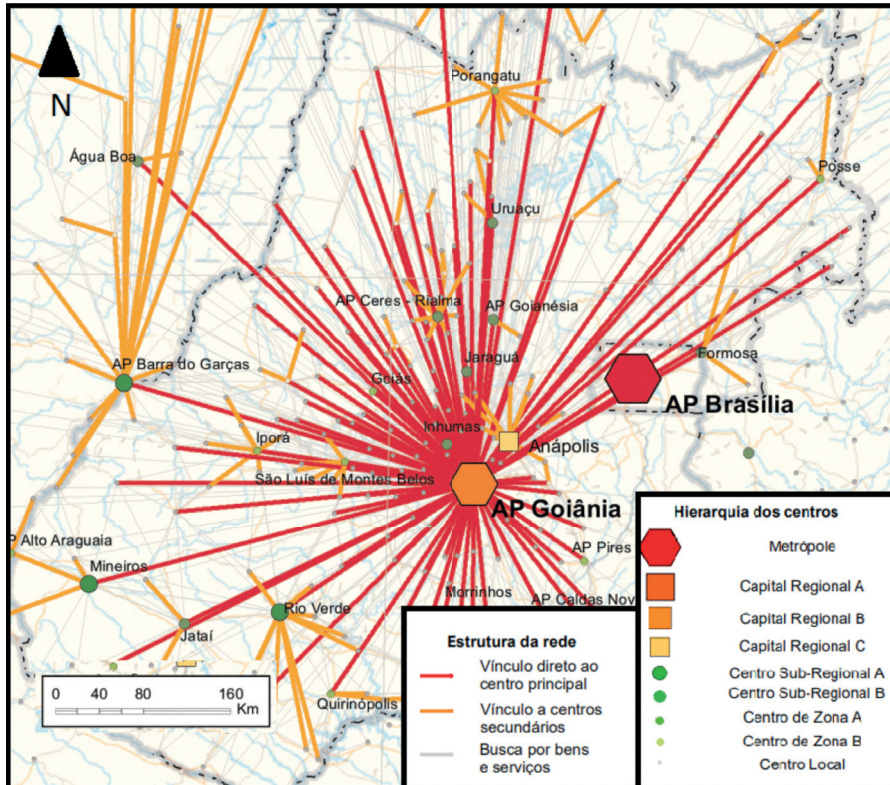 N
Porangatu
Água Boa
Posse
Uruaçu
AP Ceres - Rialma
AP Goianésia
AP Barra do Garças
Jaraguá
Formosa
Goiás
AP Brasília
Inhumas
Anápolis
Iporá
São Luís de Montes Belos
AP Goiânia
Alto Araguaia
AP Pires
Mineiros
Morrinhos
AP Caldas Nov
Rio Verde
Jataí
Quirinópolis
0 40 80 160
Km
Estrutura da rede
Vínculo direto ao
centro principal
Vínculo a centros
secundários
Busca por bens
e serviços
Hierarquia dos centros
Metrópole
Capital Regional A
Capital Regional B
Capital Regional C
Centro Sub-Regional A
Centro Sub-Regional B
Centro de Zona A
Centro de Zona B
Centro Local